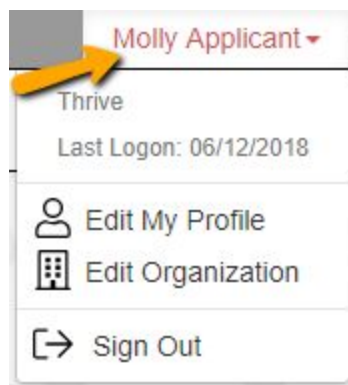 Molly Applicant
Thrive
Last Logon: 06/12/2018
Edit My Profile
Edit Organization
Sign Out